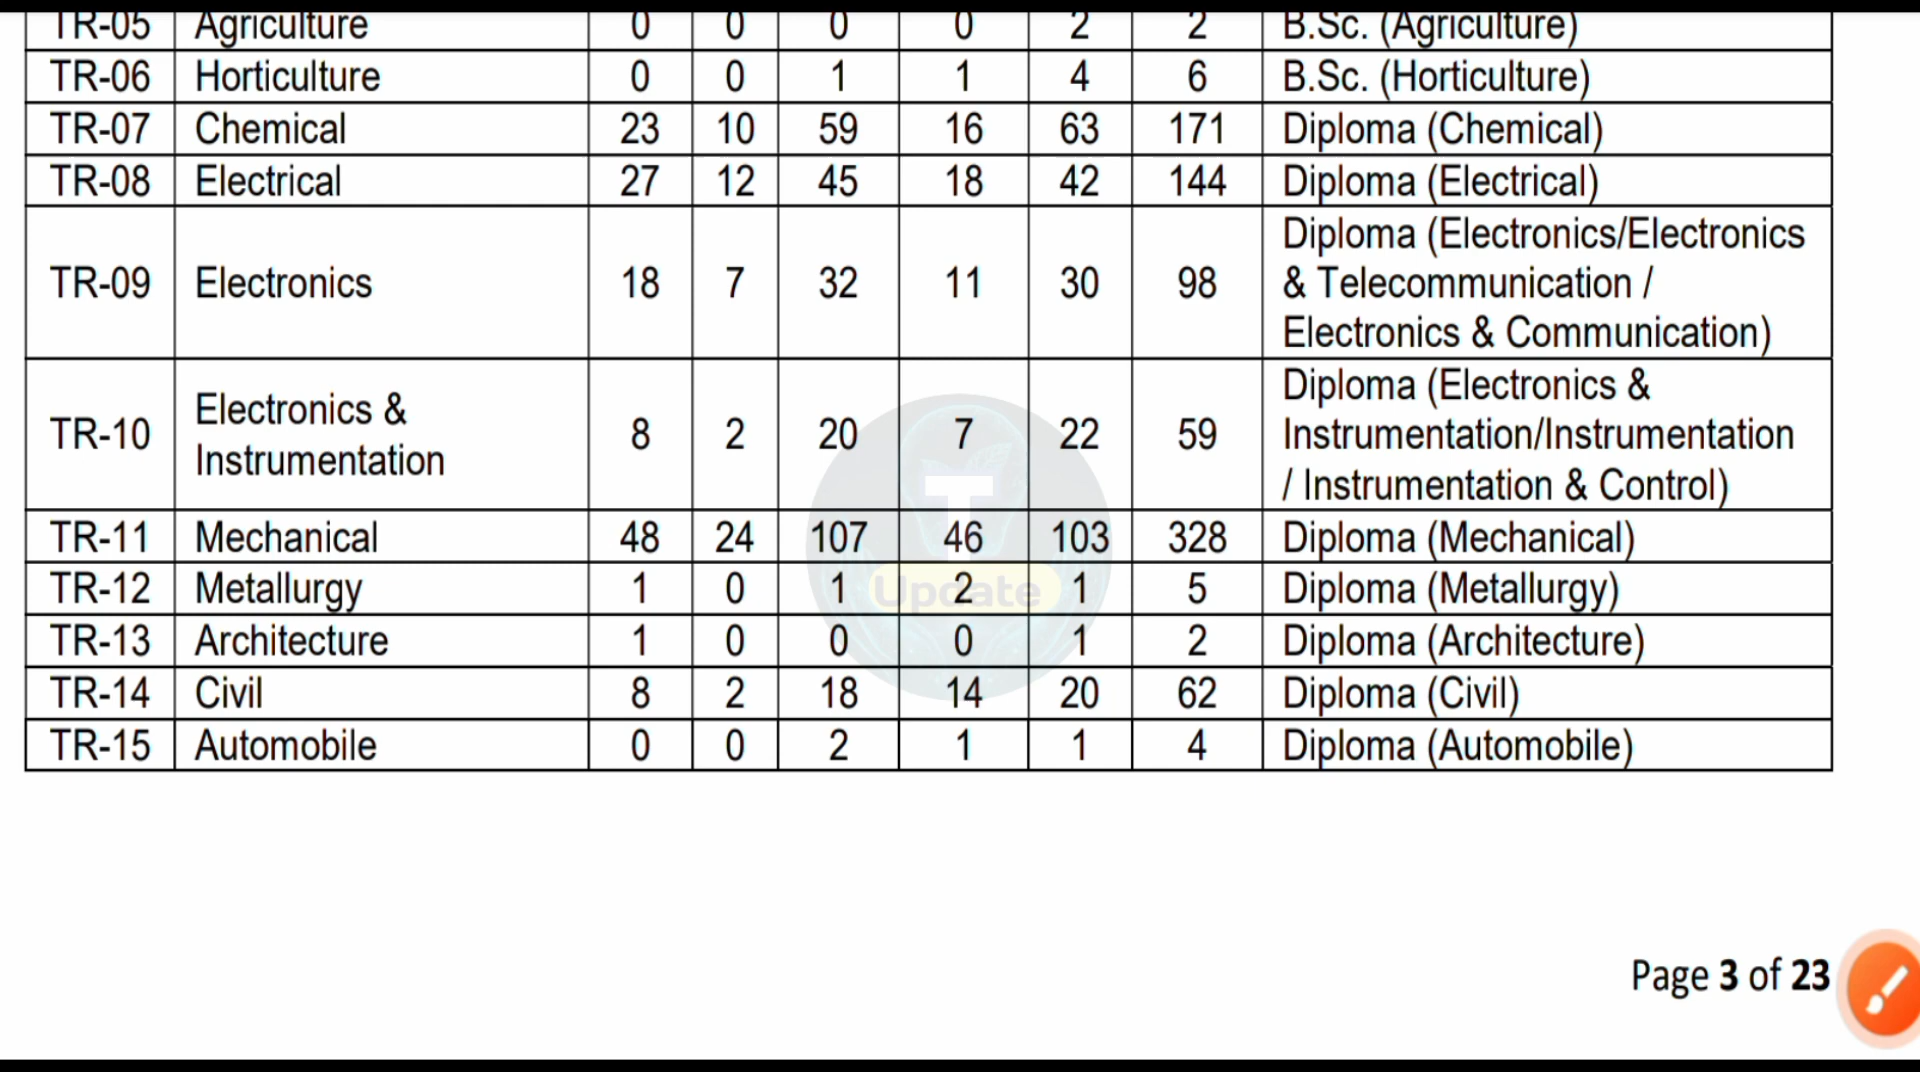 TR-05 Agriculture 0 0 0 0 2 2 B.Sc. (Agriculture)
TR-06 Horticulture 0 0 1 1 4 6 B.Sc. (Horticulture)
TR-07 Chemical 23 10 59 16 63 171 Diploma (Chemical)
TR-08 Electrical 27 12 45 18 42 144 Diploma (Electrical)
TR-09 Electronics 18 7 32 11 30 98 Diploma (Electronics/Electronics
& Telecommunication /
Electronics & Communication)
TR-10 Electronics &
Instrumentation 8 2 20 7 22 59 Diploma (Electronics &
Instrumentation/Instrumentation
/ Instrumentation & Control)
TR-11 Mechanical 48 24 107 46 103 328 Diploma (Mechanical)
TR-12 Metallurgy 1 0 1 2 1 5 Diploma (Metallurgy)
TR-13 Architecture 1 0 0 0 1 2 Diploma (Architecture)
TR-14 Civil 8 2 18 14 20 62 Diploma (Civil)
TR-15 Automobile 0 0 2 1 1 4 Diploma (Automobile)
T
Update
Page 3 of 23